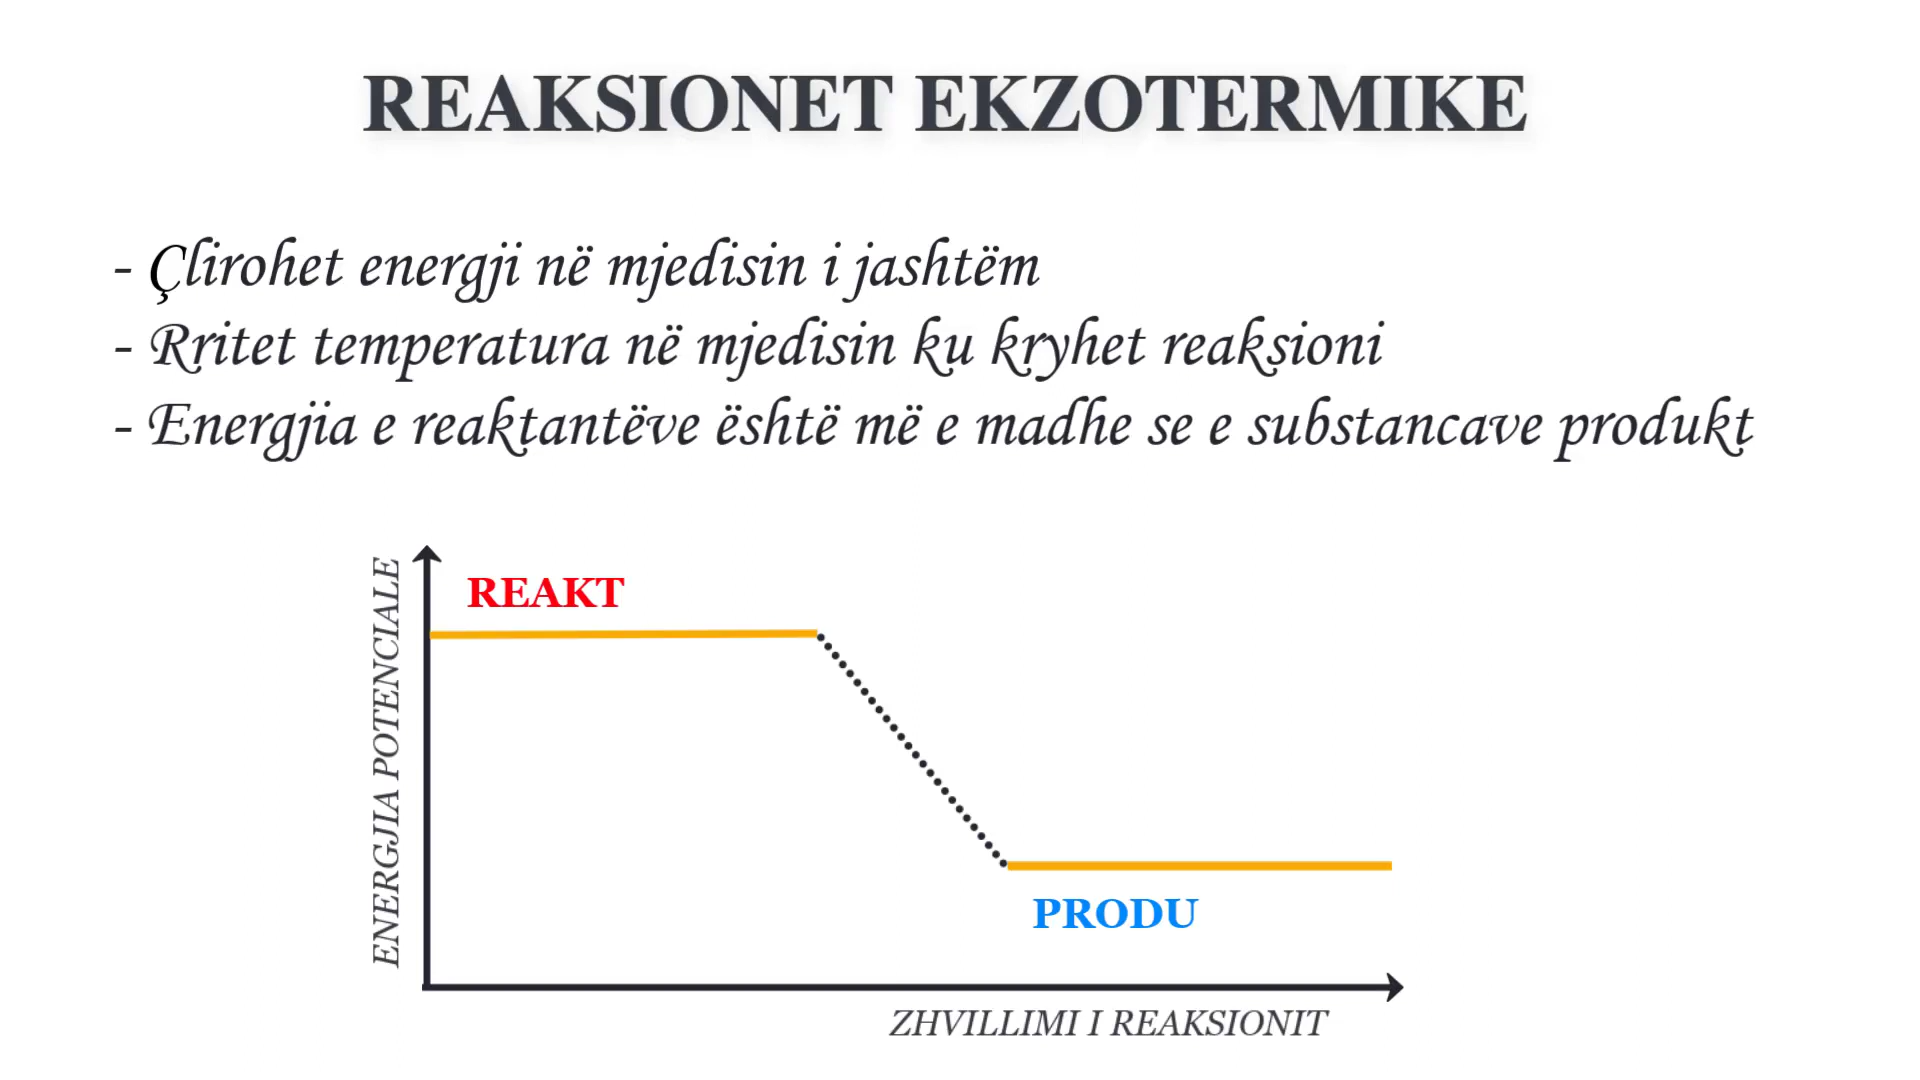 REAKSIONET EKZOTERMIKE
- Çlirohet energji në mjedisin i jashtëm
- Rritet temperatura në mjedisin ku kryhet reaksioni
- Energjia e reaktantëve është më e madhe se e substancave produkt
ENERGJIA POTENCIALE
REAKT
PRODU
ZHVILLIMI I REAKSIONIT